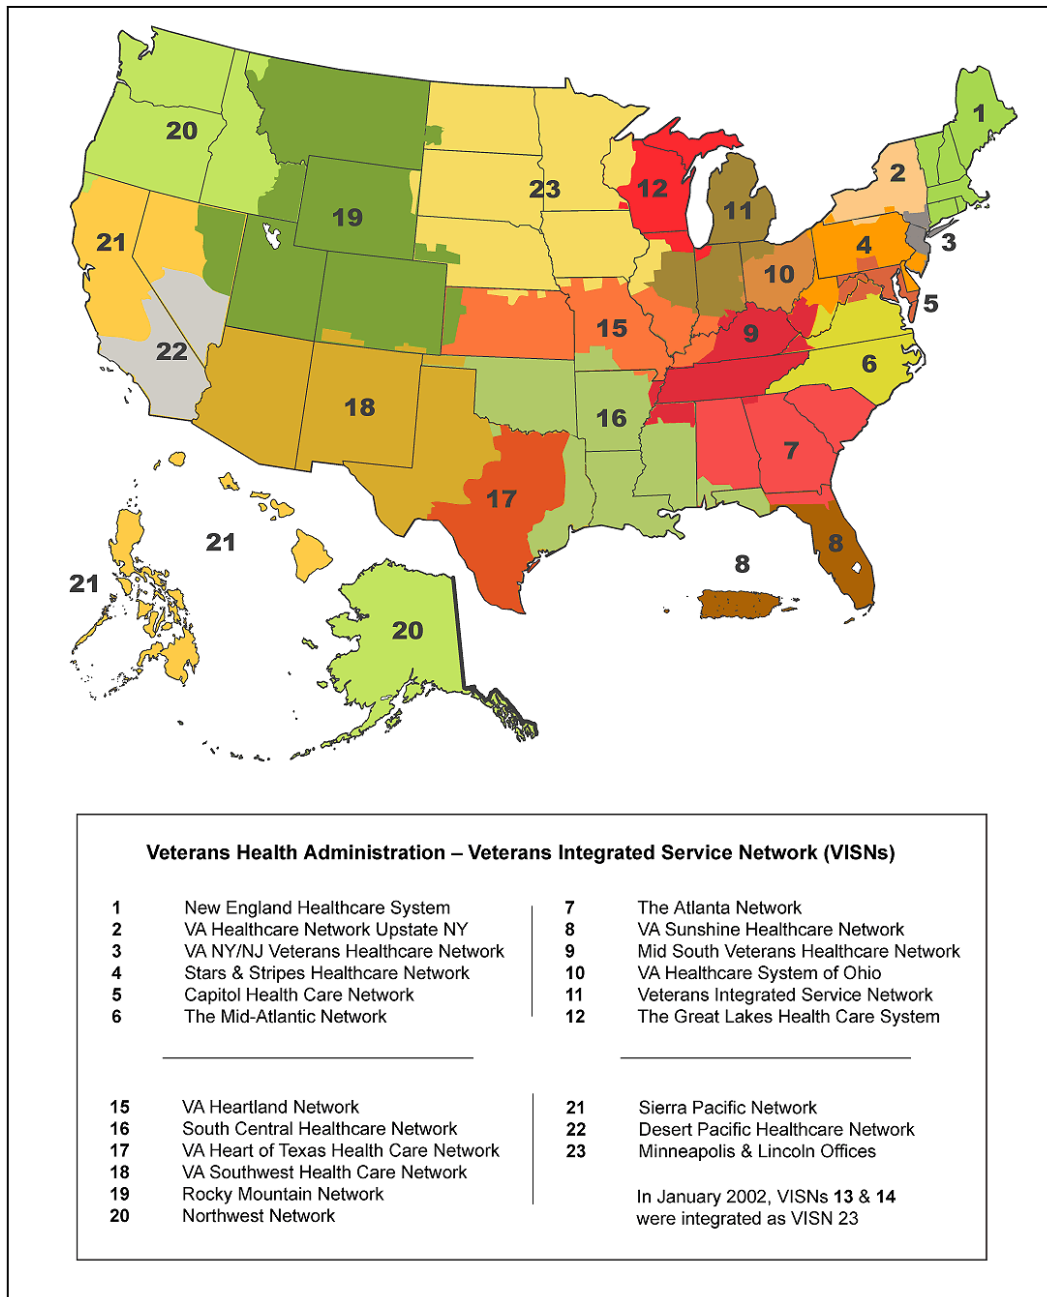 1
20
2
23
12
11
19
21
4
3
10
5
15
9
22
6
18
16
7
17
21
8
8
21
20
Veterans Health Administration – Veterans Integrated Service Network (VISNs)
1 New England Healthcare System
2 VA Healthcare Network Upstate NY
3 VA NY/NJ Veterans Healthcare Network
4 Stars & Stripes Healthcare Network
5 Capitol Health Care Network
6 The Mid-Atlantic Network
7 The Atlanta Network
8 VA Sunshine Healthcare Network
9 Mid South Veterans Healthcare Network
10 VA Healthcare System of Ohio
11 Veterans Integrated Service Network
12 The Great Lakes Health Care System
15 VA Heartland Network
16 South Central Healthcare Network
17 VA Heart of Texas Health Care Network
18 VA Southwest Health Care Network
19 Rocky Mountain Network
20 Northwest Network
21 Sierra Pacific Network
22 Desert Pacific Healthcare Network
23 Minneapolis & Lincoln Offices
In January 2002, VISNs 13 & 14
were integrated as VISN 23